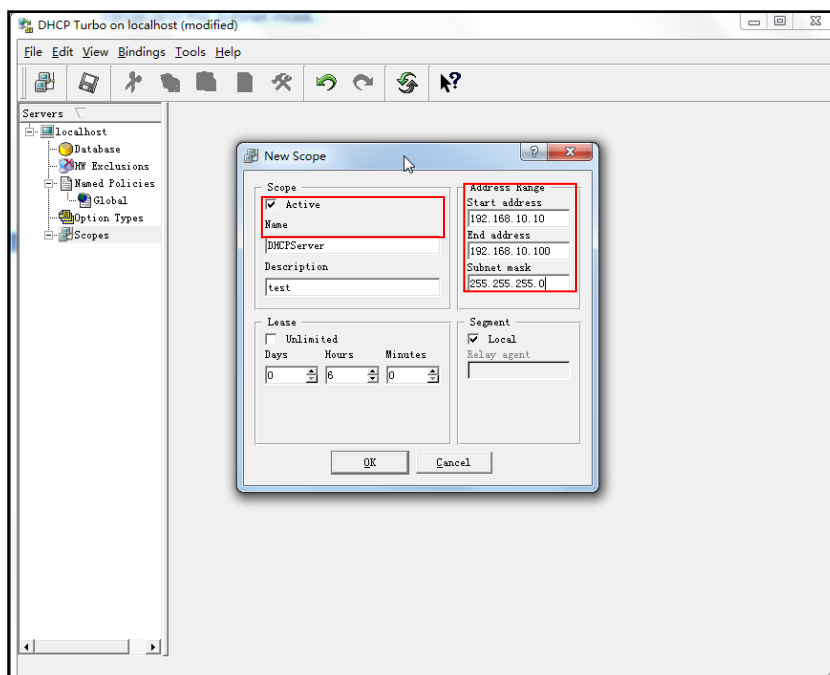 DHCP Turbo on localhost (modified)
File Edit View Bindings Tools Help
Servers
localhost
Database
HW Exclusions
Named Policies
Global
Option Types
Scopes
New Scope
Scope
Active
Name
DHCPServer
Description
test
Address Range
Start address
192.168.10.10
End address
192.168.10.100
Subnet mask
255.255.255.0
Lease
Unlimited
Days Hours Minutes
0 6 0
Segment
Local
Relay agent
OK Cancel